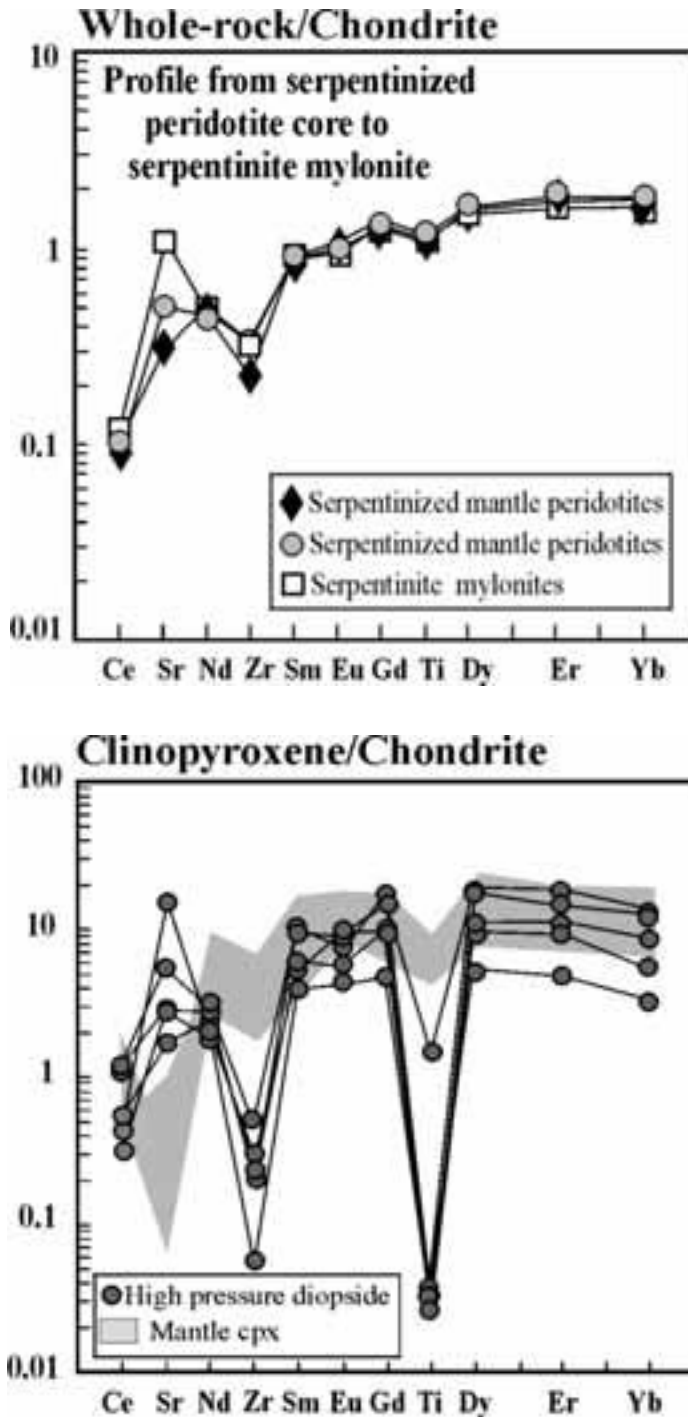 Whole-rock/Chondrite
10
Profile from serpentinized
peridotite core to
serpentinite mylonite
1
0.1
Serpentinized mantle peridotites
Serpentinized mantle peridotites
Serpentinite mylonites
0.01
Ce Sr Nd Zr Sm Eu Gd Ti Dy Er Yb
Clinopyroxene/Chondrite
100
10
1
0.1
High pressure diopside
Mantle cpx
0.01
Ce Sr Nd Zr Sm Eu Gd Ti Dy Er Yb